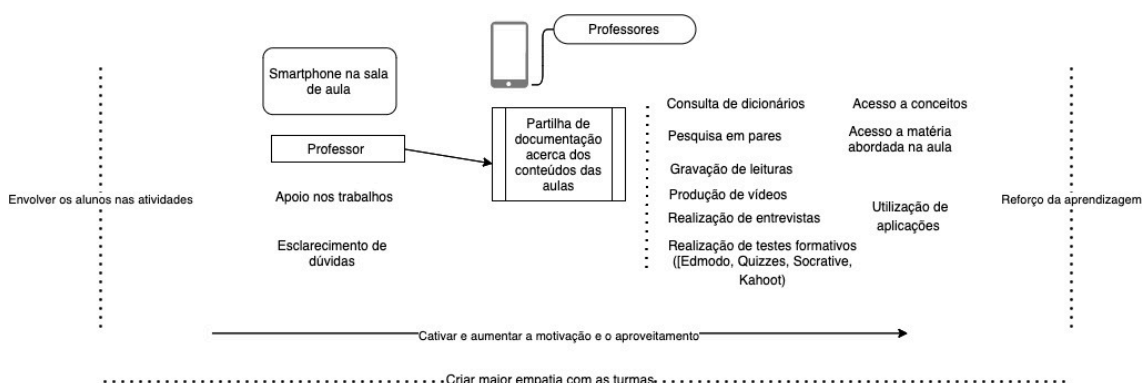 Professores
Smartphone na sala
de aula
Professor
Apoio nos trabalhos
Esclarecimento de
dúvidas
Partilha de
documentação
acerca dos
conteúdos das
aulas
Consulta de dicionários
Pesquisa em pares
Gravação de leituras
Produção de vídeos
Realização de entrevistas
Realização de testes formativos
([Edmodo, Quizzes, Socrative,
Kahoot)
Acesso a conceitos
Acesso a matéria
abordada na aula
Utilização de
aplicações
Envolver os alunos nas atividades
Reforço da aprendizagem
Cativar e aumentar a motivação e o aproveitamento
Criar maior empatia com as turmas